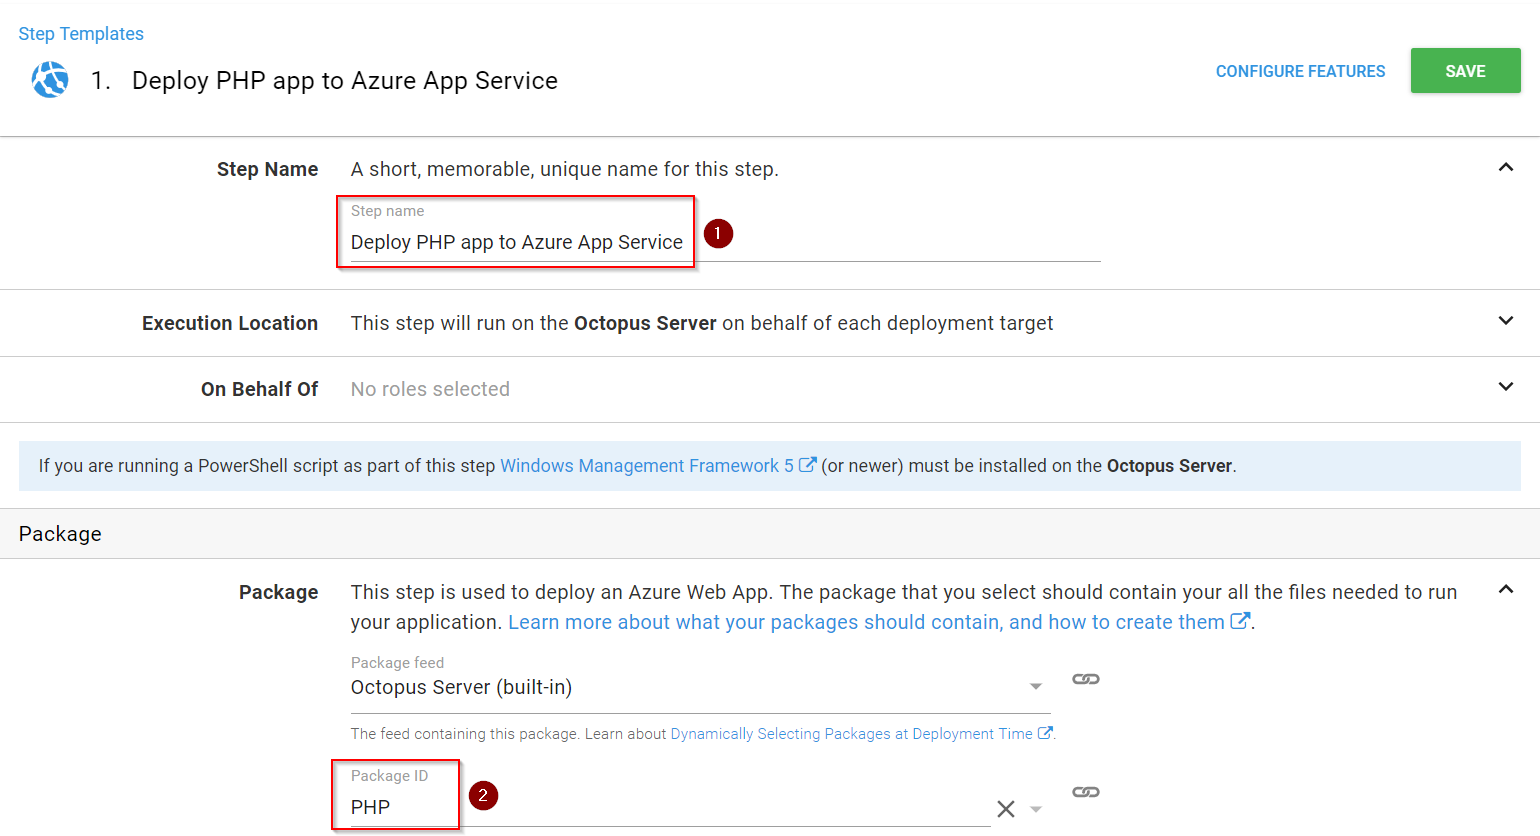 Step Templates
1. Deploy PHP app to Azure App Service
CONFIGURE FEATURES
SAVE
Step Name
A short, memorable, unique name for this step.
Step name
Deploy PHP app to Azure App Service
1
Execution Location
This step will run on the Octopus Server on behalf of each deployment target
On Behalf Of
No roles selected
If you are running a PowerShell script as part of this step Windows Management Framework 5 (or newer) must be installed on the Octopus Server.
Package
Package
This step is used to deploy an Azure Web App. The package that you select should contain your all the files needed to run
your application. Learn more about what your packages should contain, and how to create them.
Package feed
Octopus Server (built-in)
The feed containing this package. Learn about Dynamically Selecting Packages at Deployment Time.
Package ID
PHP
2